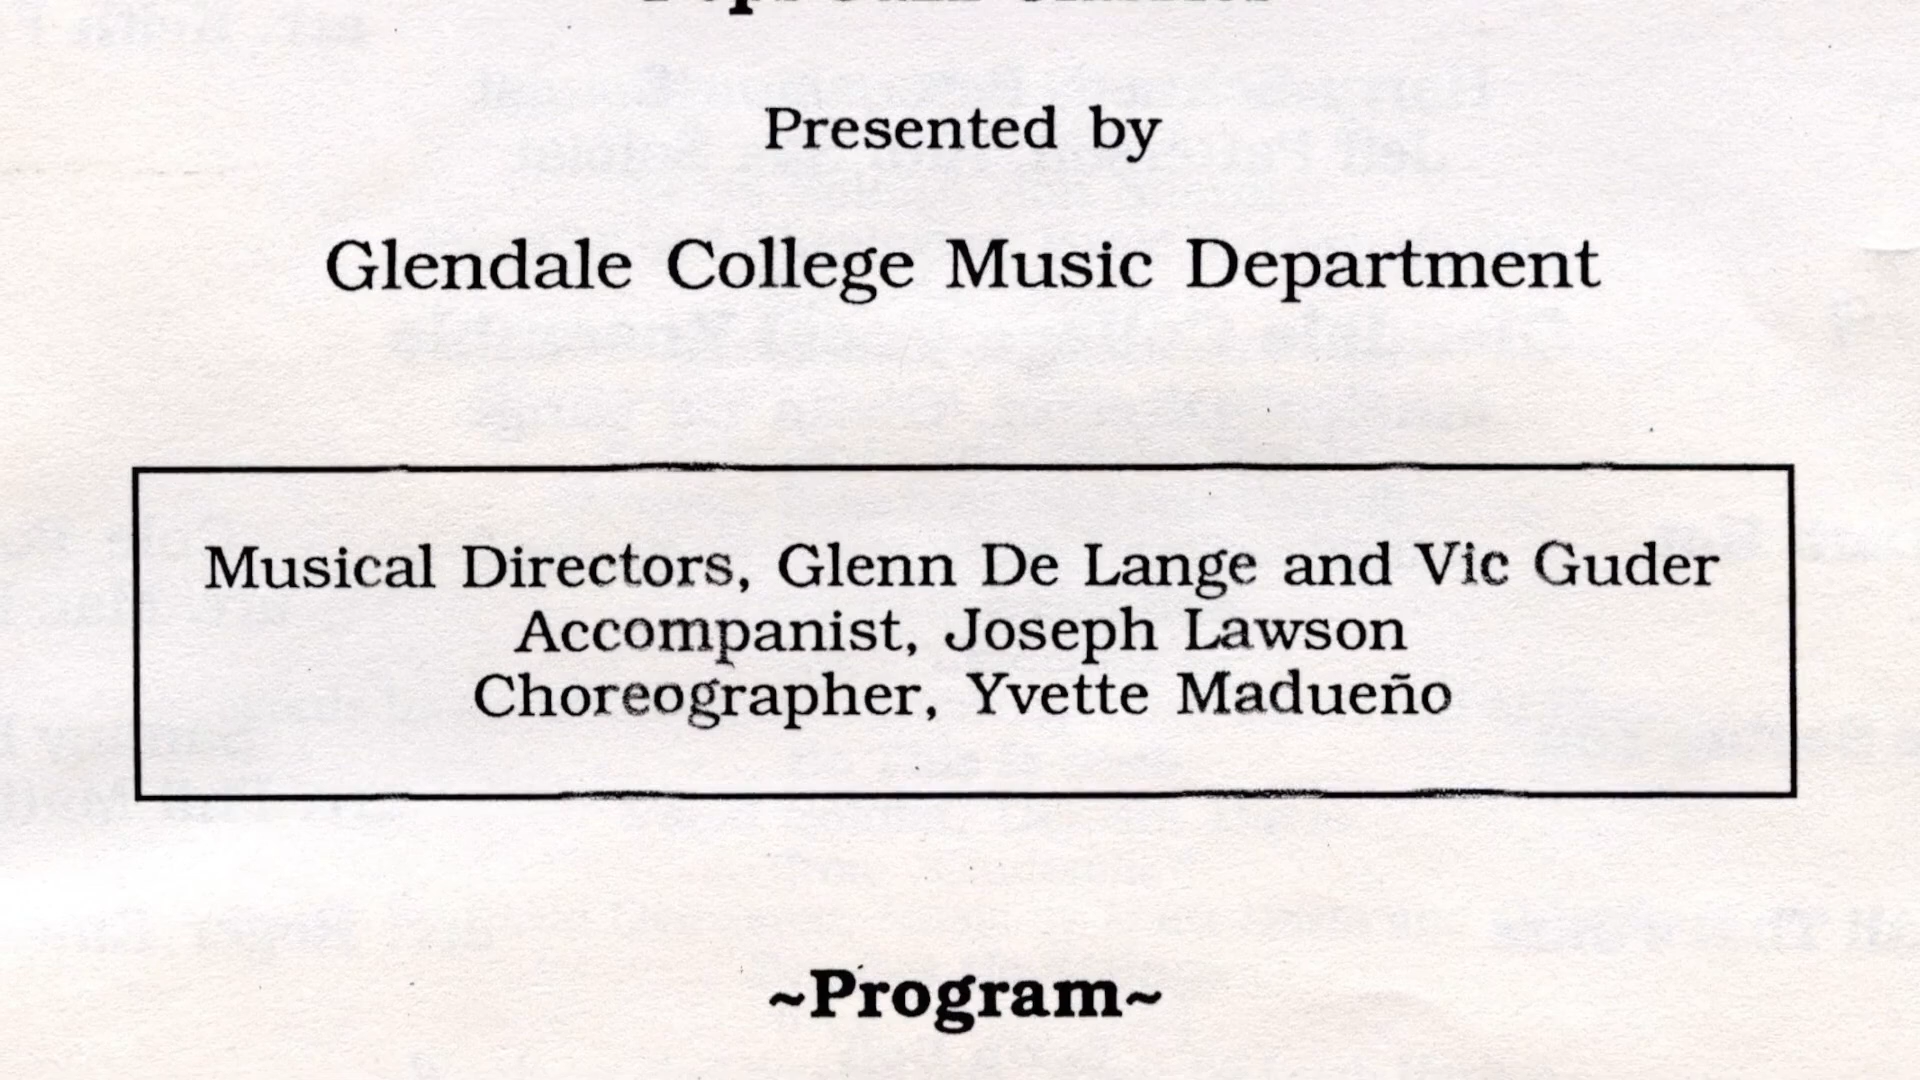 Presented by
Glendale College Music Department
Musical Directors, Glenn De Lange and Vic Guder
Accompanist, Joseph Lawson
Choreographer, Yvette Madueño
~Program~